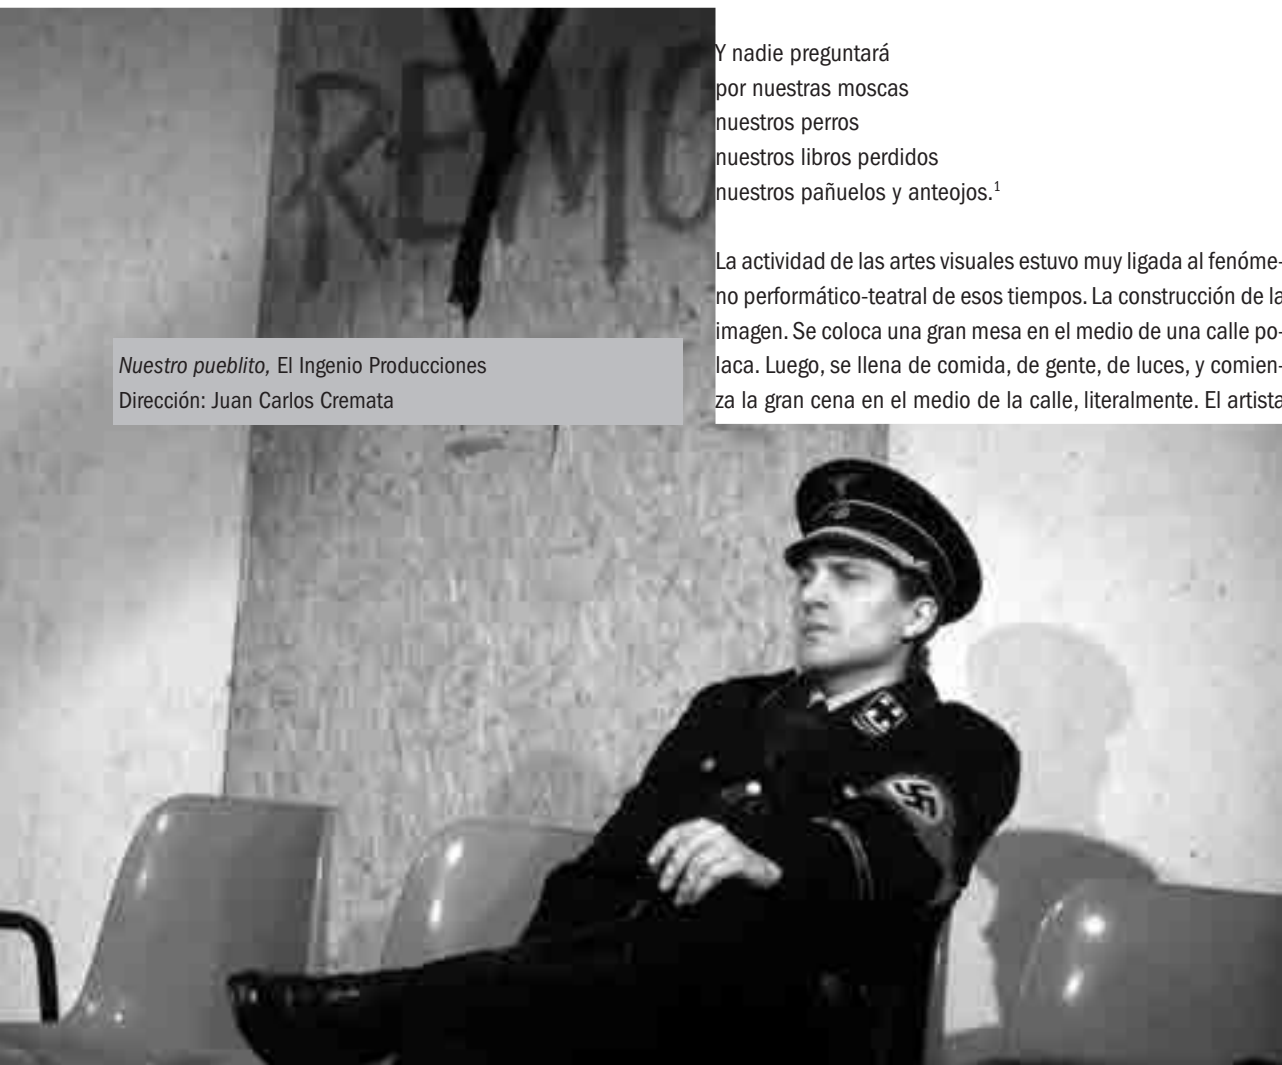 REYMO
Y nadie preguntará
por nuestras moscas
nuestros perros
nuestros libros perdidos
nuestros pañuelos y anteojos.¹
La actividad de las artes visuales estuvo muy ligada al fenóme-
no performático-teatral de esos tiempos. La construcción de la
imagen. Se coloca una gran mesa en el medio de una calle po-
laca. Luego, se llena de comida, de gente, de luces, y comien-
za la gran cena en el medio de la calle, literalmente. El artista
Nuestro pueblito, El Ingenio Producciones
Dirección: Juan Carlos Cremata